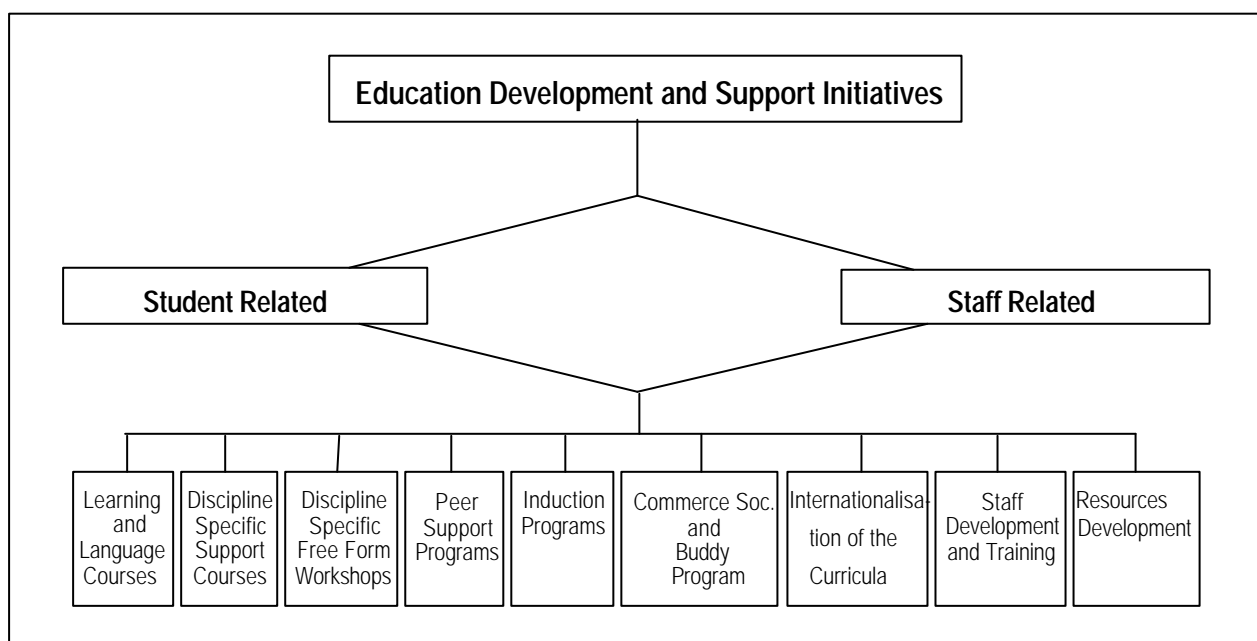 Education Development and Support Initiatives
Student Related
Staff Related
Learning
and
Language
Courses
Discipline
Specific
Support
Courses
Discipline
Specific
Free Form
Workshops
Peer
Support
Programs
Induction
Programs
Commerce Soc.
and
Buddy
Program
Internationalisa-
tion of the
Curricula
Staff
Development
and Training
Resources
Development